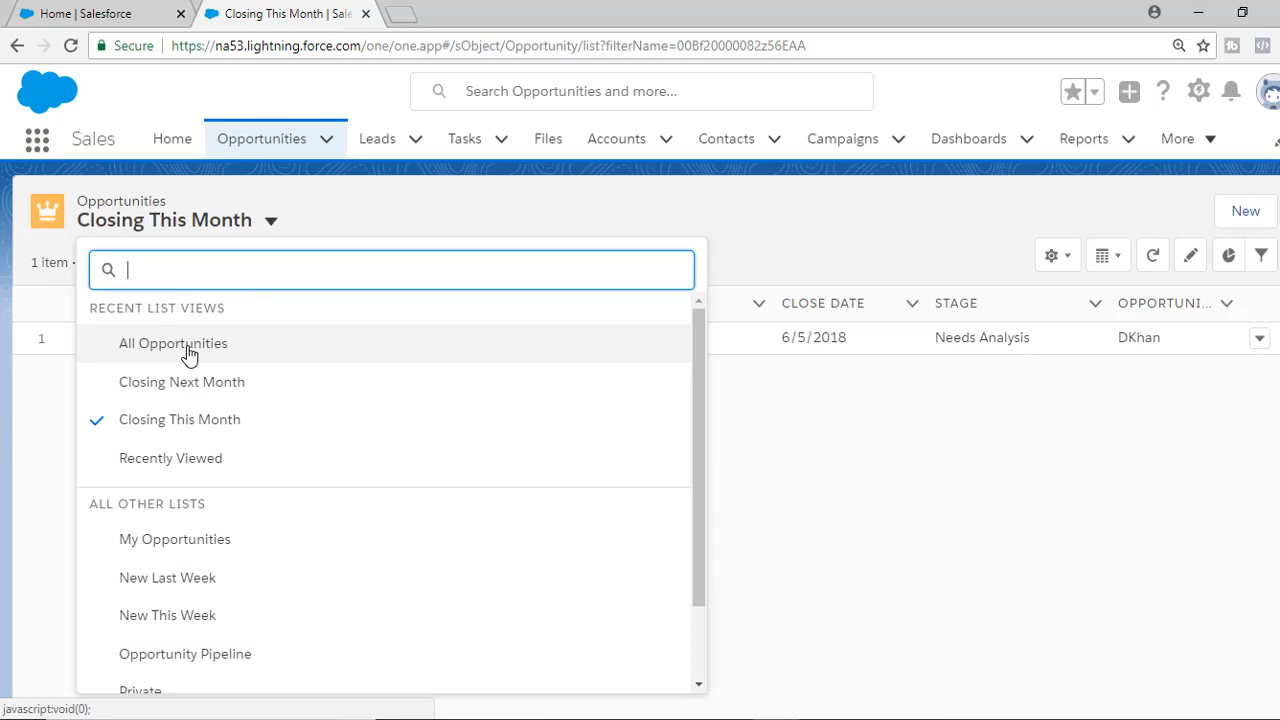 Home | Salesforce
Closing This Month | Sales
Secure https://na53.lightning.force.com/one/one.app#/sObject/Opportunity/list?filterName=00Bf20000082z56EAA
Search Opportunities and more...
Sales Home Opportunities Leads Tasks Files Accounts Contacts Campaigns Dashboards Reports More
Opportunities
Closing This Month
New
1 item •
CLOSE DATE STAGE OPPORTUNI...
1 6/5/2018 Needs Analysis DKhan
RECENT LIST VIEWS
All Opportunities
Closing Next Month
Closing This Month
Recently Viewed
ALL OTHER LISTS
My Opportunities
New Last Week
New This Week
Opportunity Pipeline
Private
javascript:void(0);